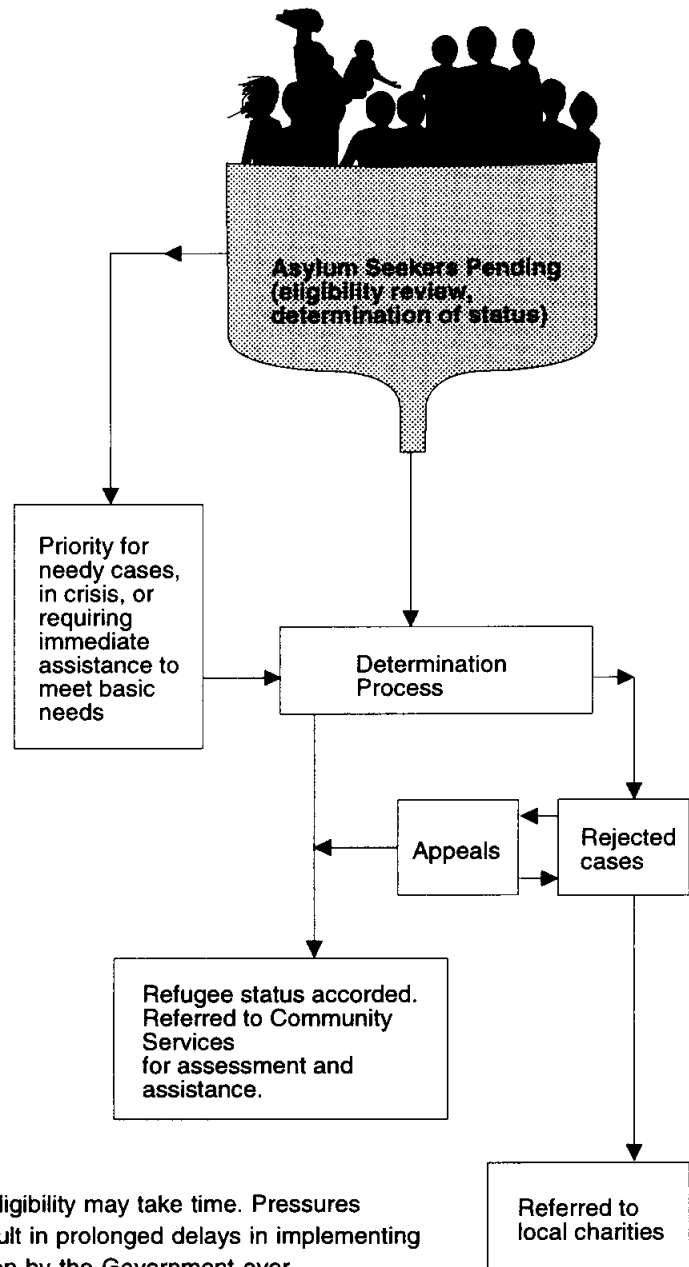 Asylum Seekers Pending
(eligibility review,
determination of status)
Priority for
needy cases,
in crisis, or
requiring
immediate
assistance to
meet basic
needs
Determination
Process
Appeals
Rejected
cases
Refugee status accorded.
Referred to Community
Services
for assessment and
assistance.
ligibility may take time. Pressures
ult in prolonged delays in implementing
on by the Government over
Referred to
local charities